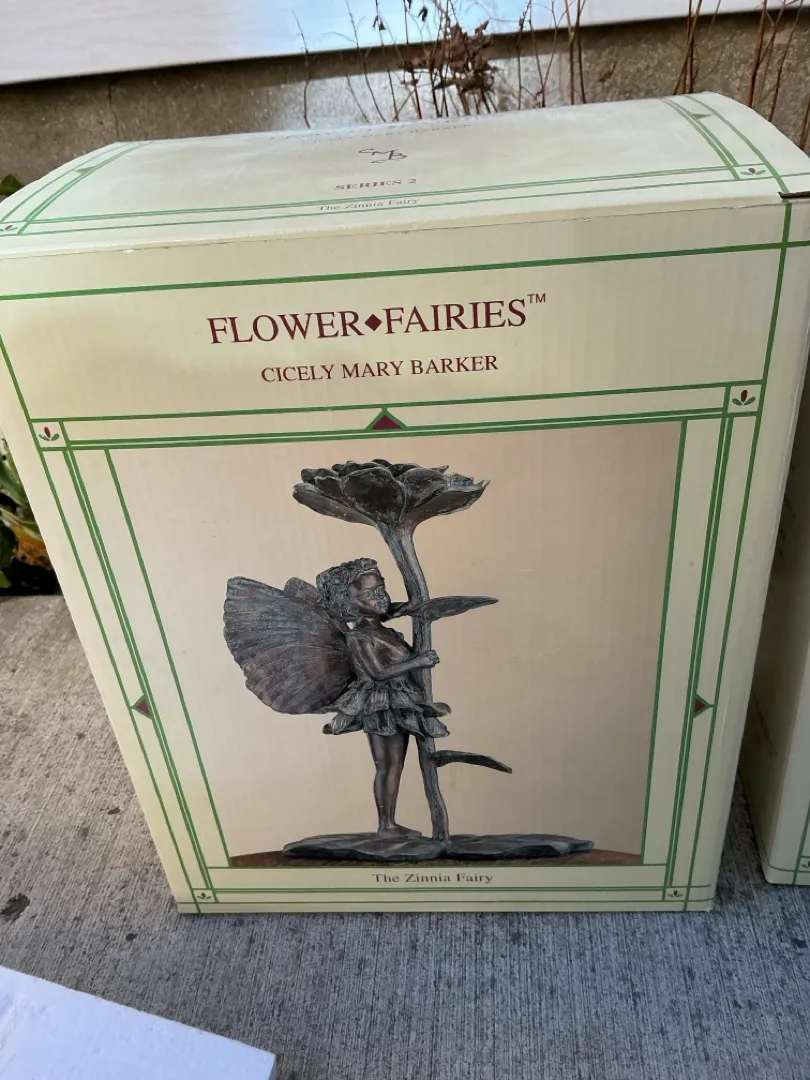 CMB
SERIES 2
The Zinnia Fairy
FLOWER◆FAIRIES™
CICELY MARY BARKER
The Zinnia Fairy